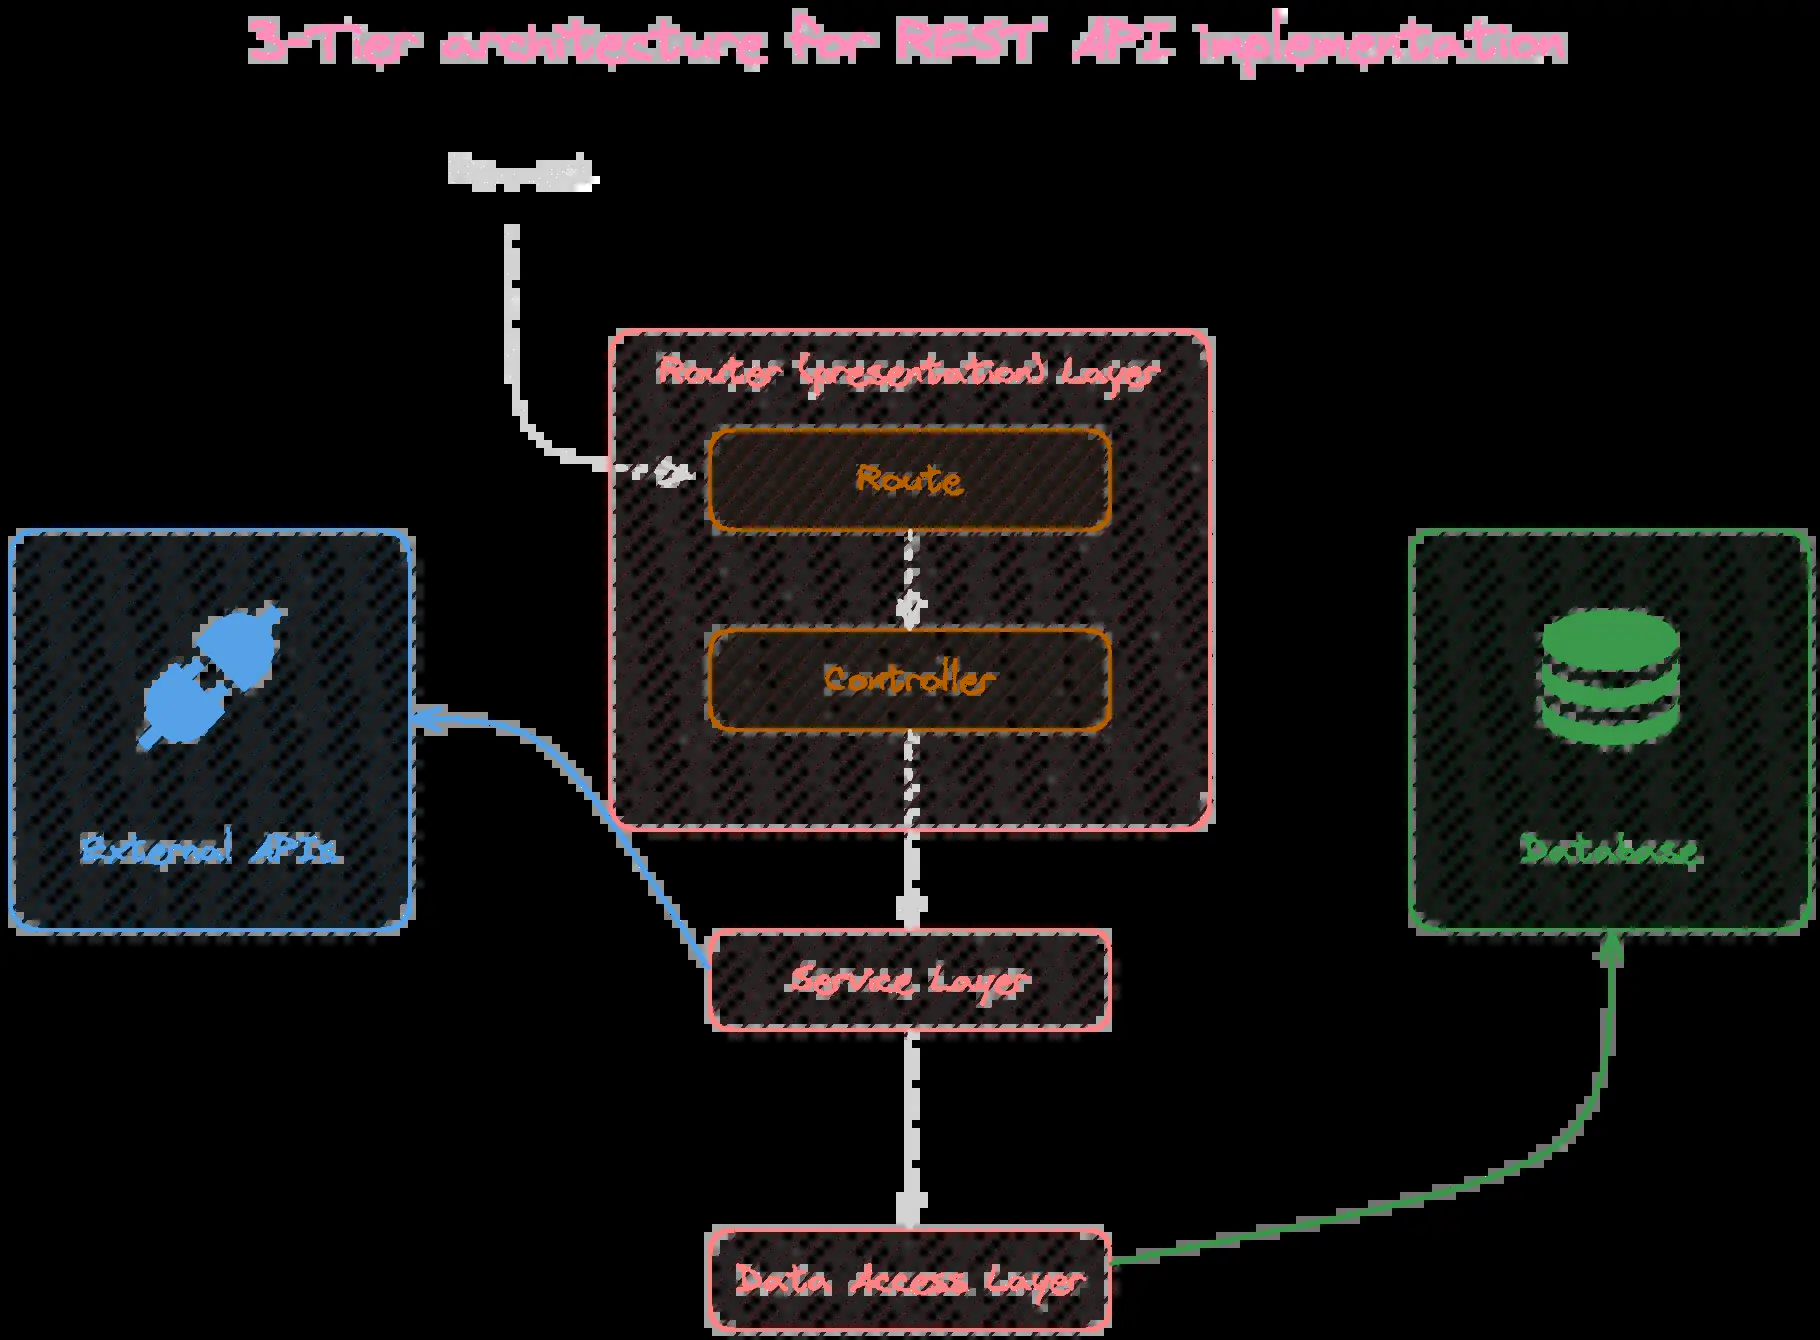 3-Tier architecture for REST API implementation
Router (presentation) Layer
Route
Controller
External APIs
Database
Service Layer
Data Access Layer